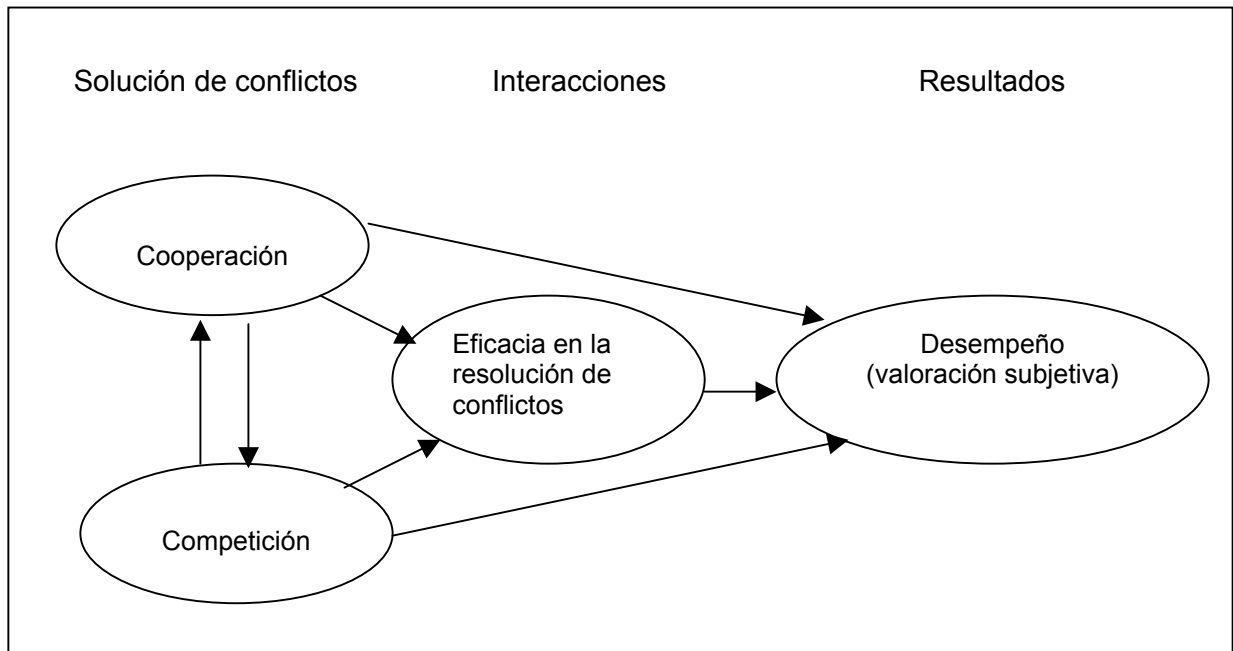 Solución de conflictos Interacciones Resultados
Cooperación
Eficacia en la
resolución de
conflictos
Desempeño
(valoración subjetiva)
Competición